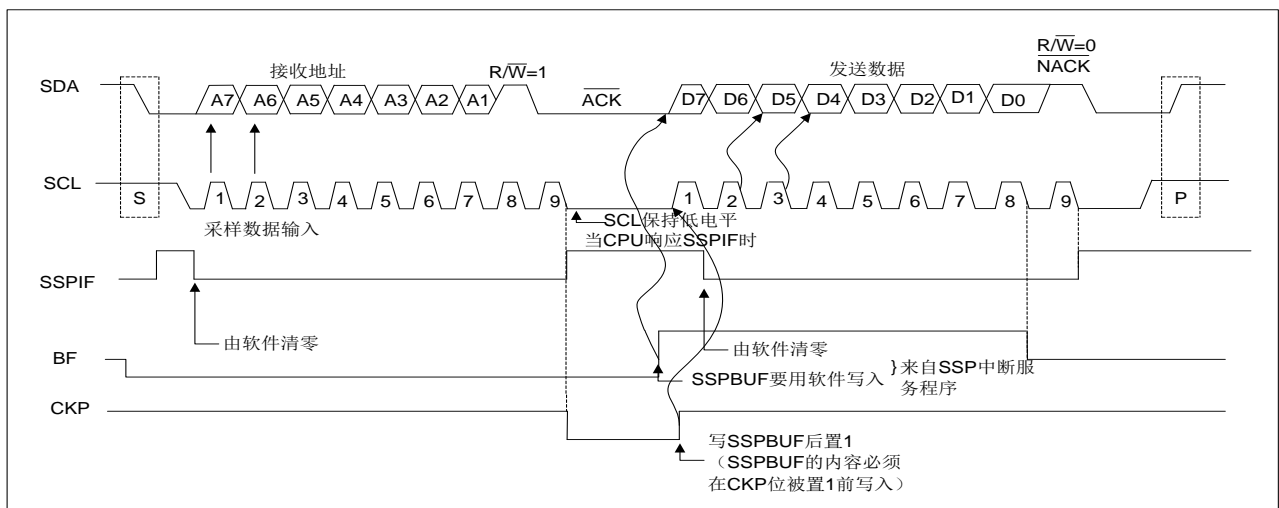 R/W=0
NACK
SDA
接收地址
R/W=1
发送数据
A7 A6 A5 A4 A3 A2 A1
ACK
D7 D6 D5 D4 D3 D2 D1 D0
SCL
S
1 2 3 4 5 6 7 8 9
1 2 3 4 5 6 7 8 9
P
采样数据输入
SCL保持低电平
当CPU响应SSPIF时
SSPIF
由软件清零
由软件清零
BF
SSPBUF要用软件写入
}来自SSP中断服
务程序
CKP
写SSPBUF后置1
（SSPBUF的内容必须
在CKP位被置1前写入）